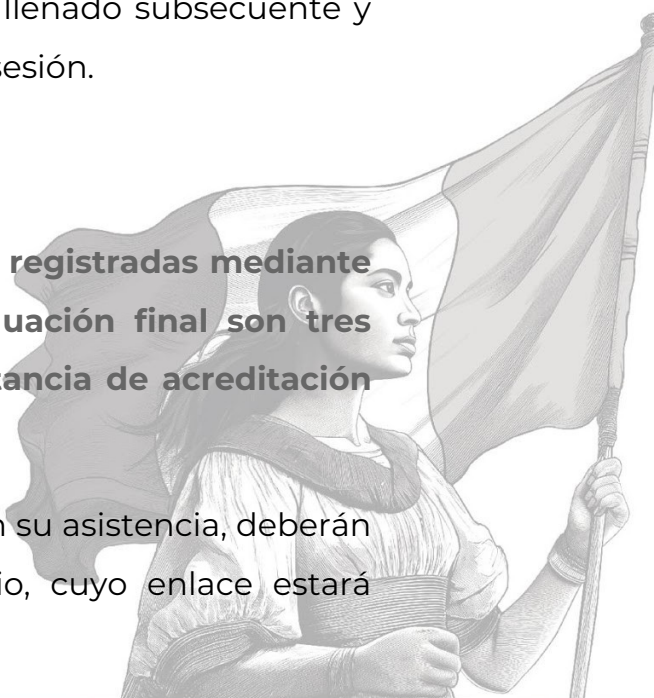 llenado subsecuente y
sesión.
registradas mediante
uación final son tres
tancia de acreditación
n su asistencia, deberán
io, cuyo enlace estará